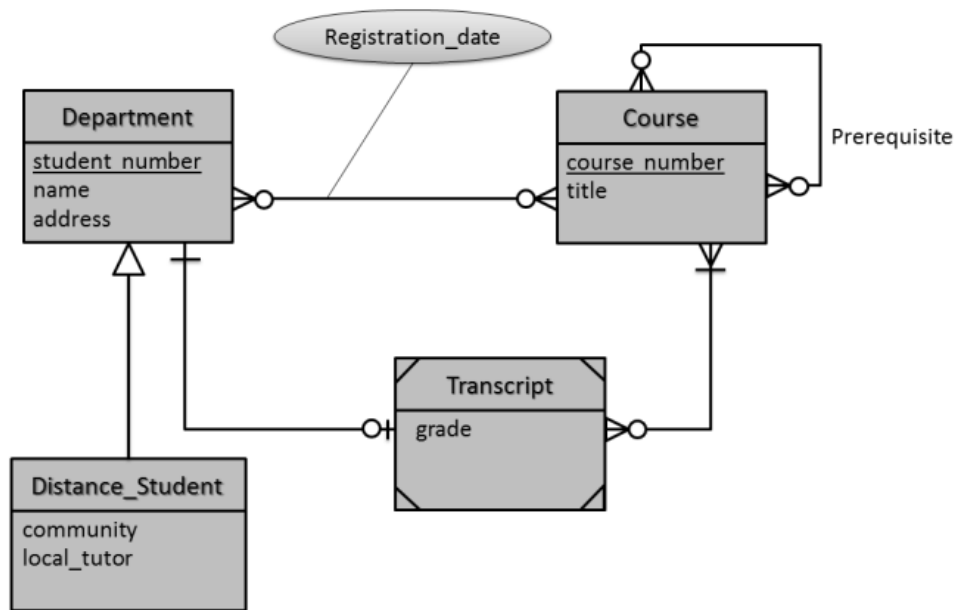 Registration_date
Department
student_number
name
address
Course
course_number
title
Prerequisite
Transcript
grade
Distance_Student
community
local_tutor